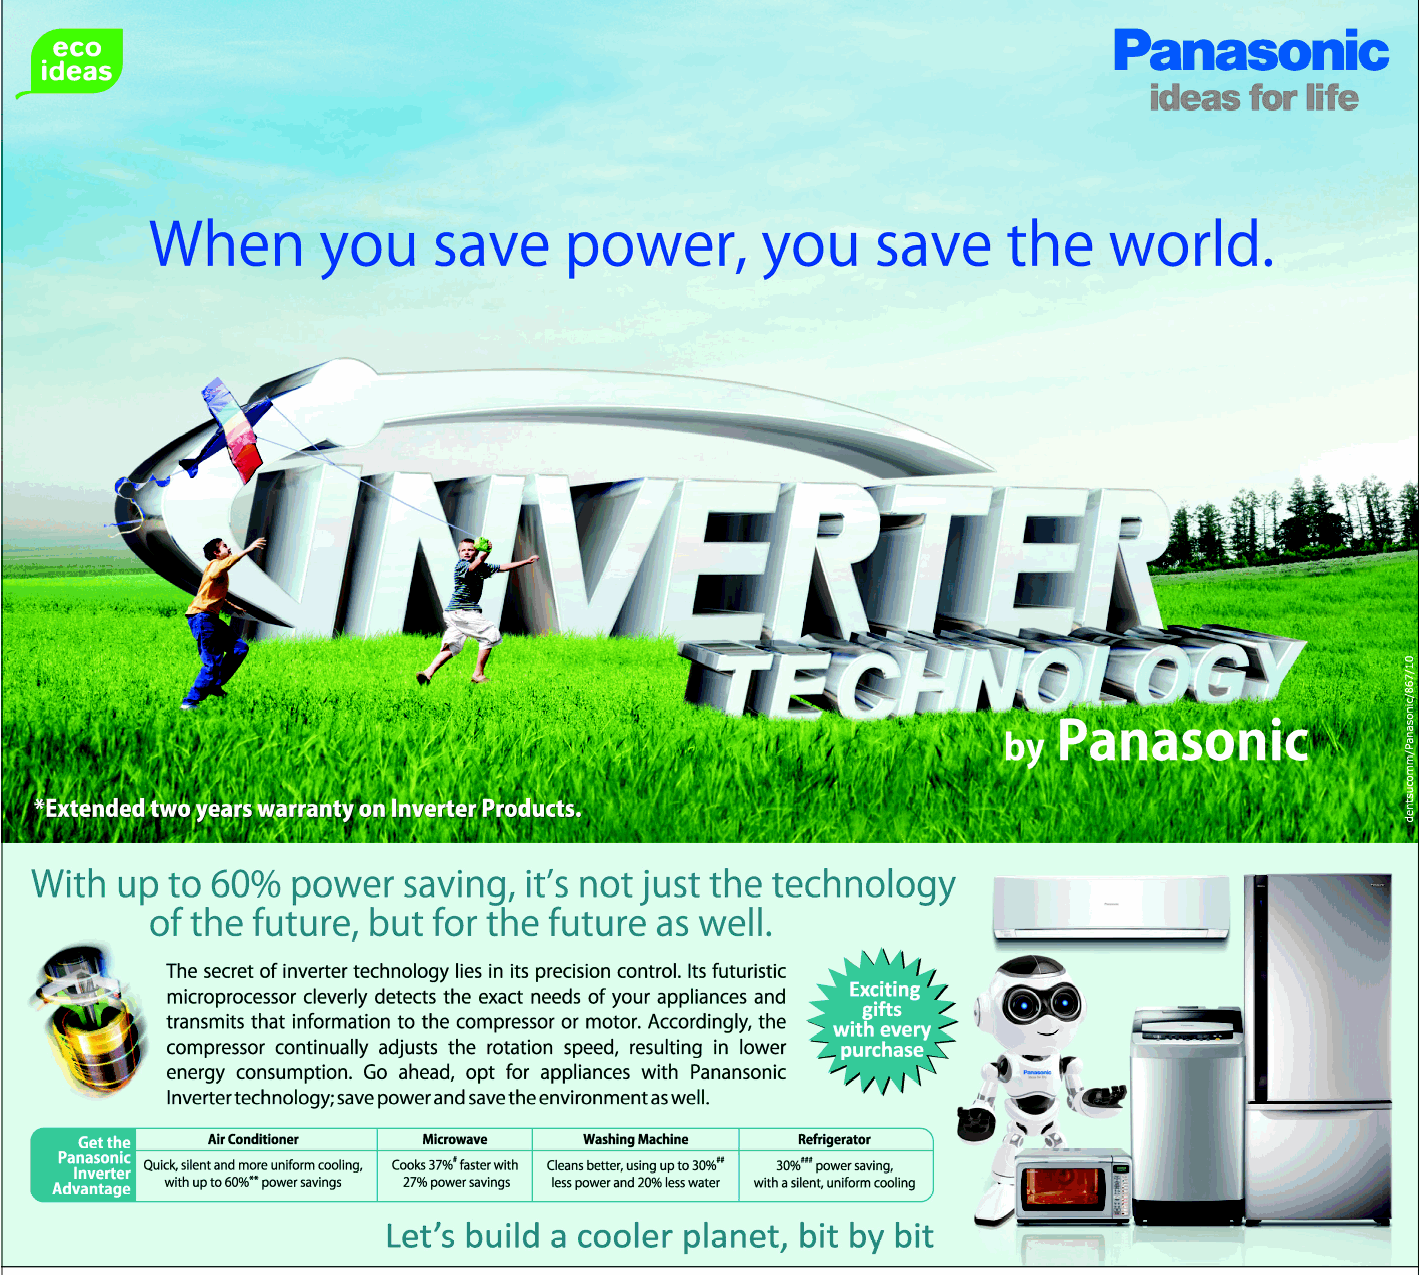 eco
ideas
Panasonic
ideas for life
When you save power, you save the world.
INVERTER
TECHNOLOGY
by Panasonic
dentsucomm/Panasonic/867/10
*Extended two years warranty on Inverter Products.
With up to 60% power saving, it's not just the technology
of the future, but for the future as well.
The secret of inverter technology lies in its precision control. Its futuristic
microprocessor cleverly detects the exact needs of your appliances and
transmits that information to the compressor or motor. Accordingly, the
compressor continually adjusts the rotation speed, resulting in lower
energy consumption. Go ahead, opt for appliances with Panansonic
Inverter technology; save power and save the environment as well.
Exciting
gifts
with every
purchase
Panasonic
Get the
Panasonic
Inverter
Advantage
Air Conditioner
Quick, silent and more uniform cooling,
with up to 60%** power savings
Microwave
Cooks 37%# faster with
27% power savings
Washing Machine
Cleans better, using up to 30%##
less power and 20% less water
Refrigerator
30%### power saving,
with a silent, uniform cooling
Let's build a cooler planet, bit by bit